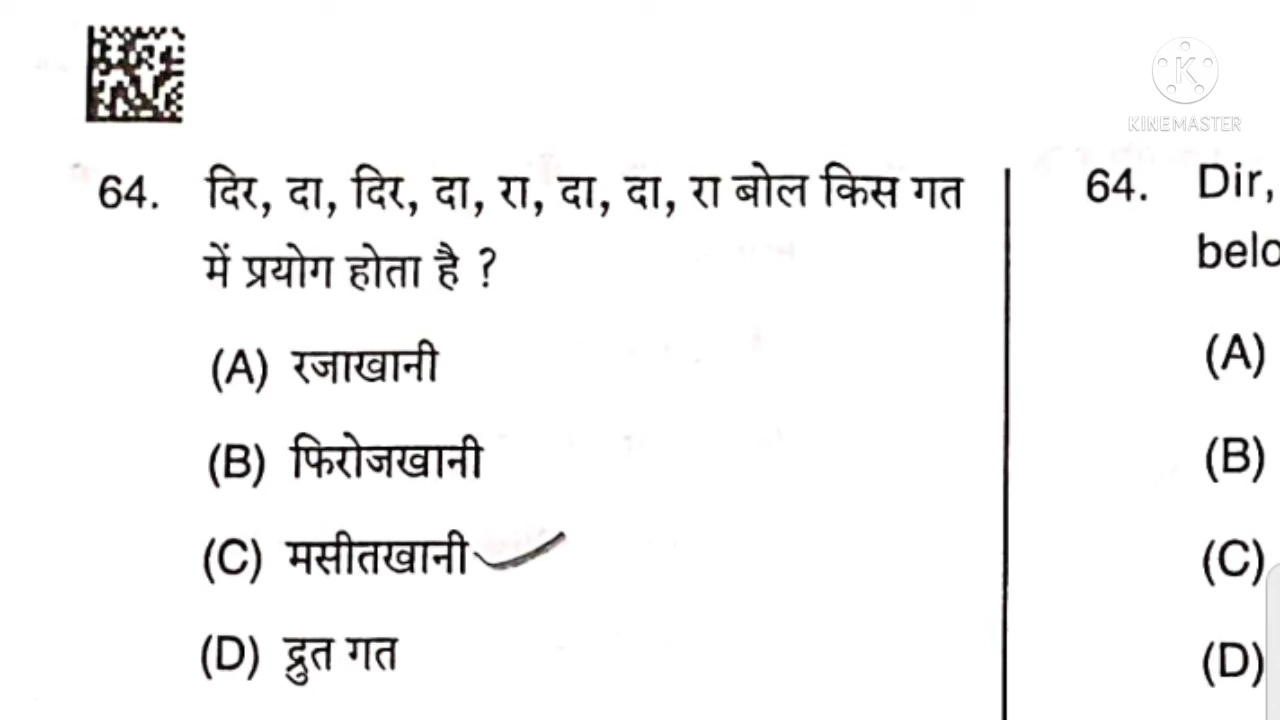 KINEMASTER
64. दिर, दा, दिर, दा, रा, दा, दा, रा बोल किस गत
में प्रयोग होता है ?
(A) रजाखानी
(B) फिरोजखानी
(C) मसीतखानी
(D) द्रुत गत
64. Dir,
belo
(A)
(B)
(C)
(D)